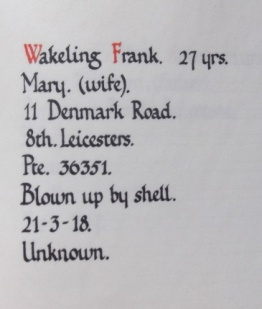 Wakeling Frank. 27 yrs.
Mary. (wife).
11 Denmark Road.
8th. Leicesters.
Pte. 36351.
Blown up by shell.
21-3-18.
Unknown.